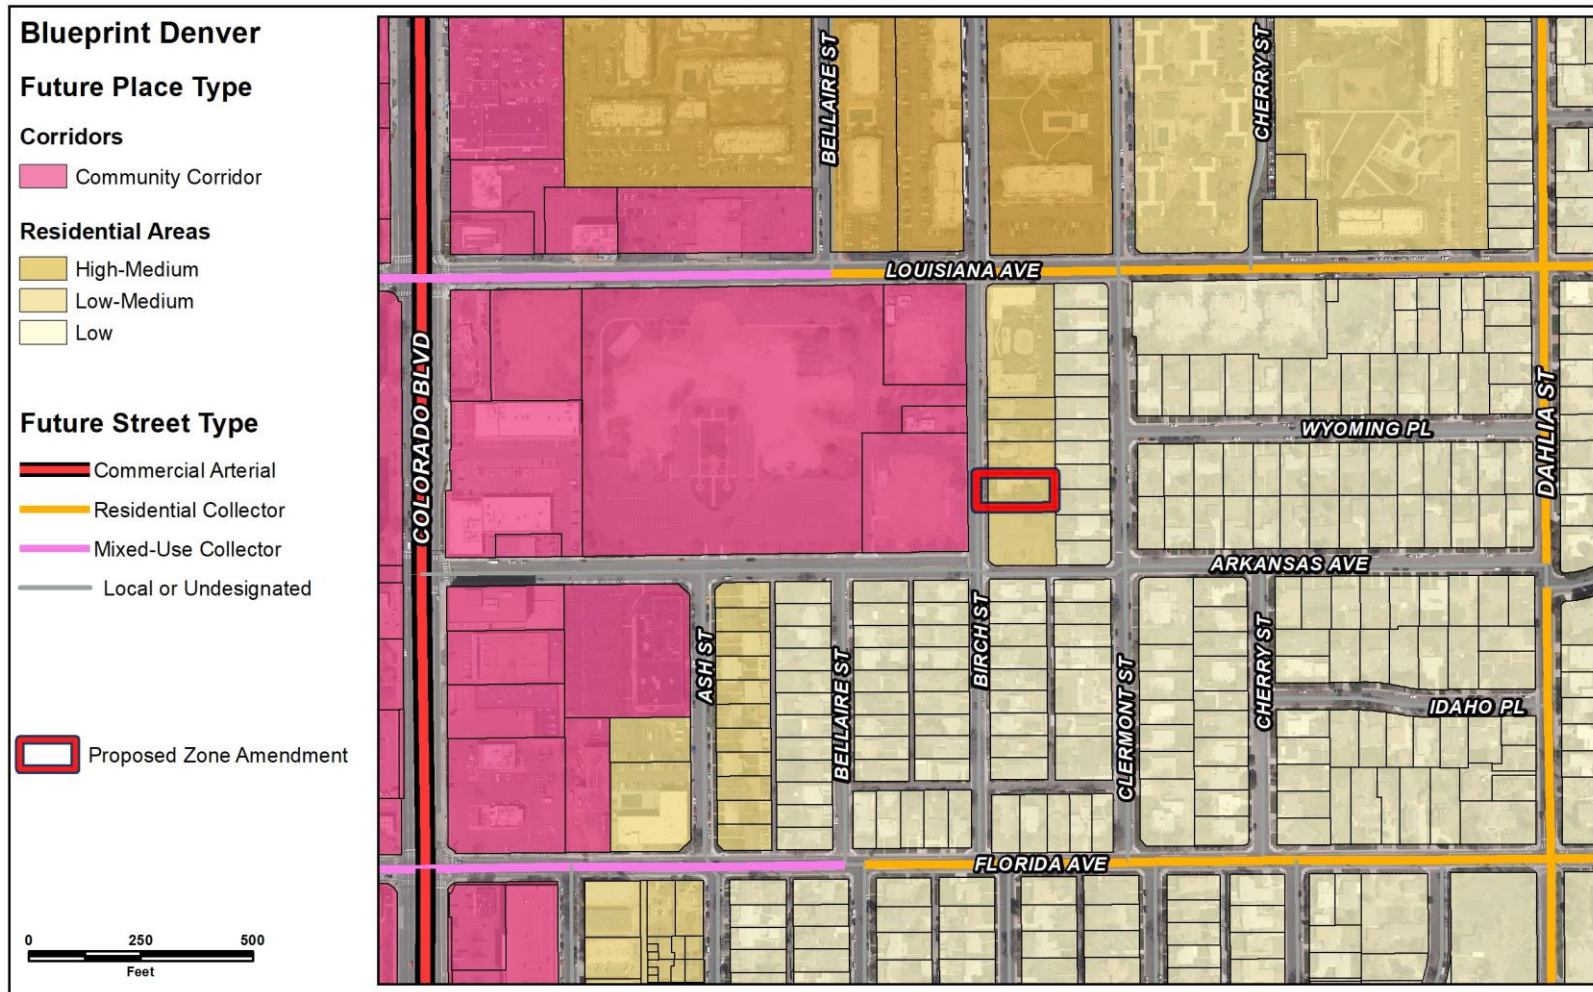 Blueprint Denver
Future Place Type
Corridors
Community Corridor
Residential Areas
High-Medium
Low-Medium
Low
Future Street Type
Commercial Arterial
Residential Collector
Mixed-Use Collector
Local or Undesignated
Proposed Zone Amendment
0 250 500
Feet
BELLAIRE ST
CHERRY ST
LOUISIANA AVE
COLORADO BLVD
WYOMING PL
DAHLIA ST
ARKANSAS AVE
ASH ST
BELLAIRE ST
BIRCH ST
CLERMONT ST
CHERRY ST
IDAHO PL
FLORIDA AVE